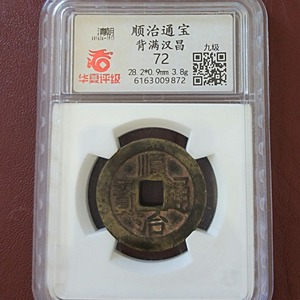 清朝
顺治通宝
背满汉昌
九级
72
28.2*0.9mm 3.8g
6163009872
华夏评级
順治通寳